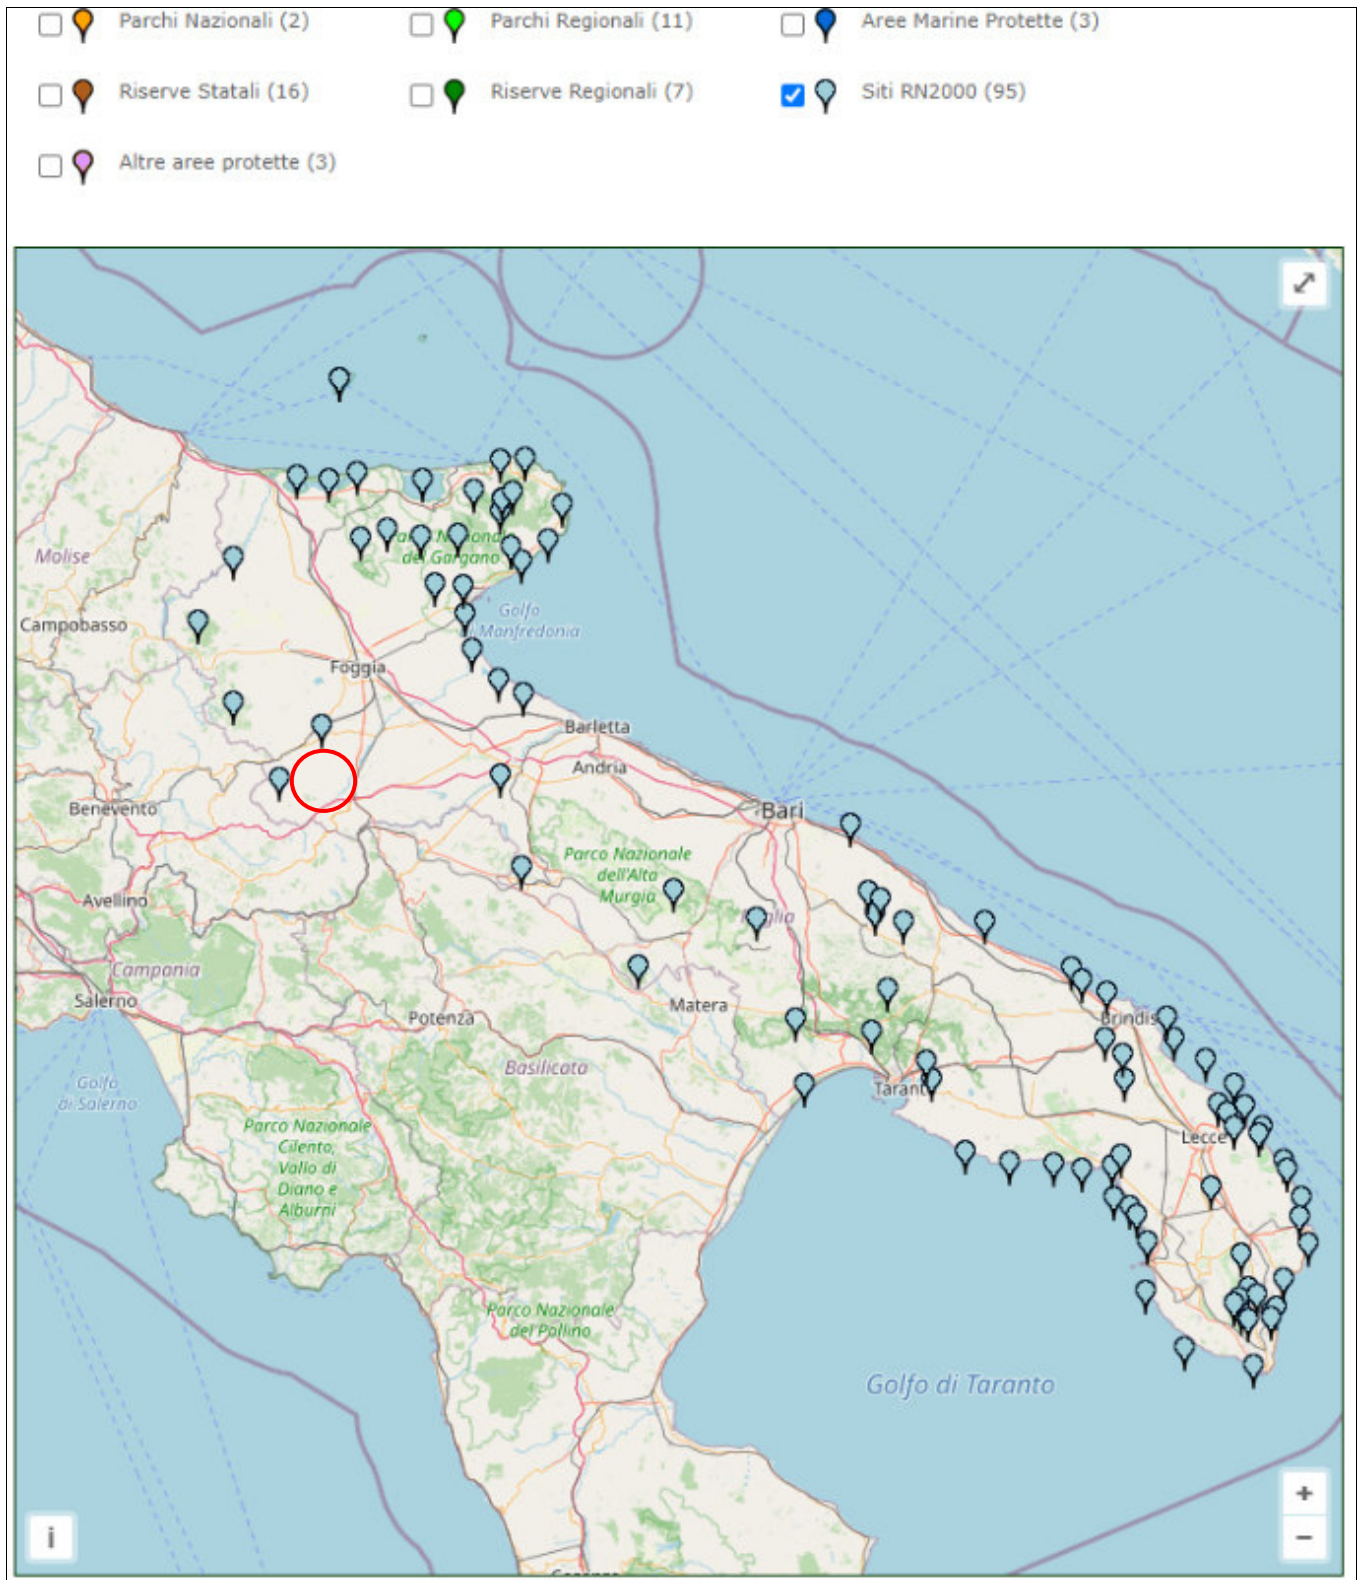 Parchi Nazionali (2)
Parchi Regionali (11)
Aree Marine Protette (3)
Riserve Statali (16)
Riserve Regionali (7)
Siti RN2000 (95)
Altre aree protette (3)
Molise
Campobasso
del Gargano
Golfo
Manfredonia
Foggia
Barletta
Andria
Benevento
Bari
Parco Nazionale
dell'Alta
Murgia
Avellino
Campania
Salerno
Potenza
Matera
Brindisi
Basilicata
Golfo
di Salerno
Tarant
Parco Nazionale
Cilento,
Vallo di
Diano e
Alburni
Lecce
Parco Nazionale
del Pollino
Golfo di Taranto
+
i
−